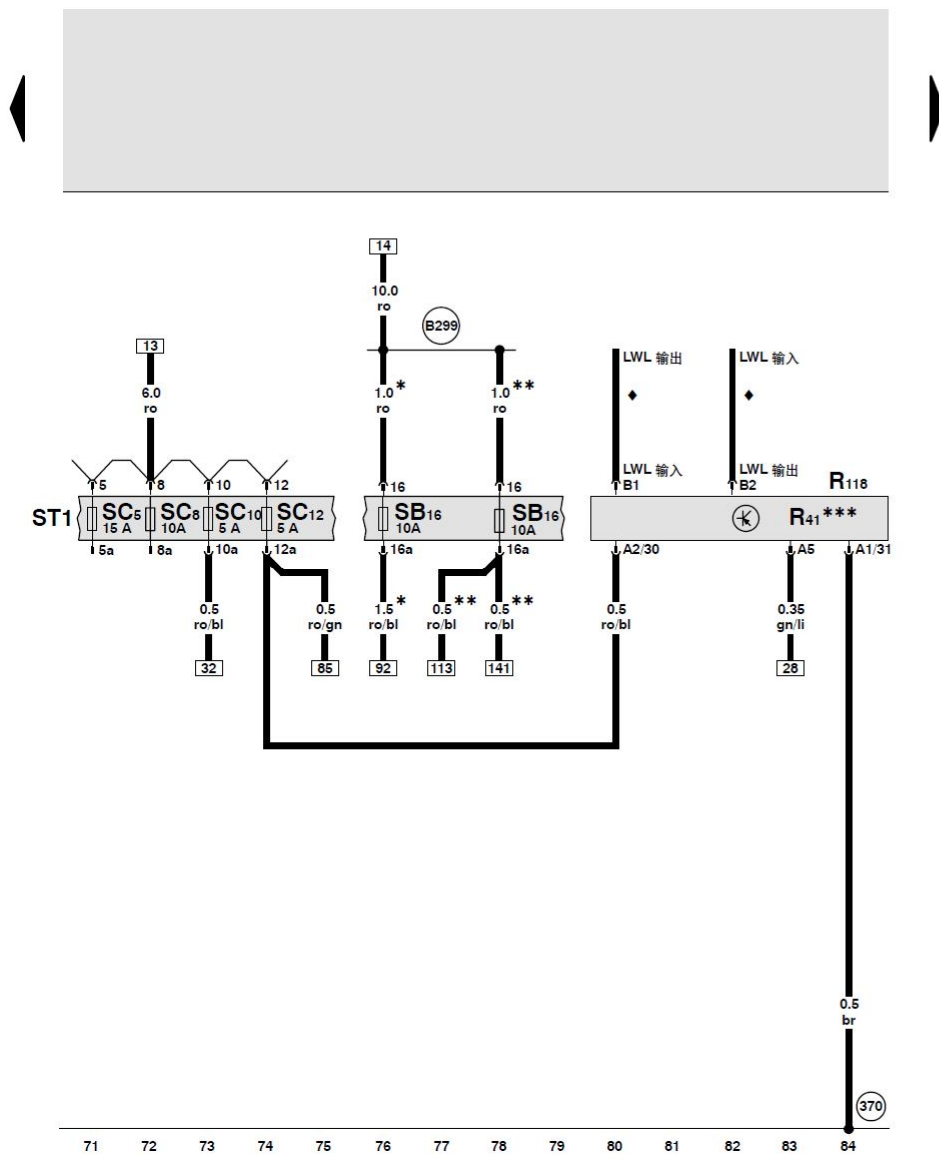 14
10.0
ro
B299
13
6.0
ro
1.0 *
ro
1.0 **
ro
LWL 输出
♦
LWL 输入
♦
5
8
10
12
16
16
LWL 输入
B1
LWL 输出
B2
R118
ST1
SC5
15 A
SC8
10A
SC10
5 A
SC12
5 A
SB16
10A
SB16
10A
R41 ***
5a
8a
10a
12a
16a
16a
A2/30
A5
A1/31
0.5
ro/bl
0.5
ro/gn
1.5 *
ro/bl
0.5 **
ro/bl
0.5 **
ro/bl
0.5
ro/bl
0.35
gn/li
32
85
92
113
141
28
0.5
br
370
71 72 73 74 75 76 77 78 79 80 81 82 83 84